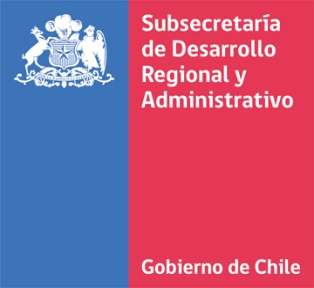 Subsecretaría
de Desarrollo
Regional y
Administrativo
Gobierno de Chile